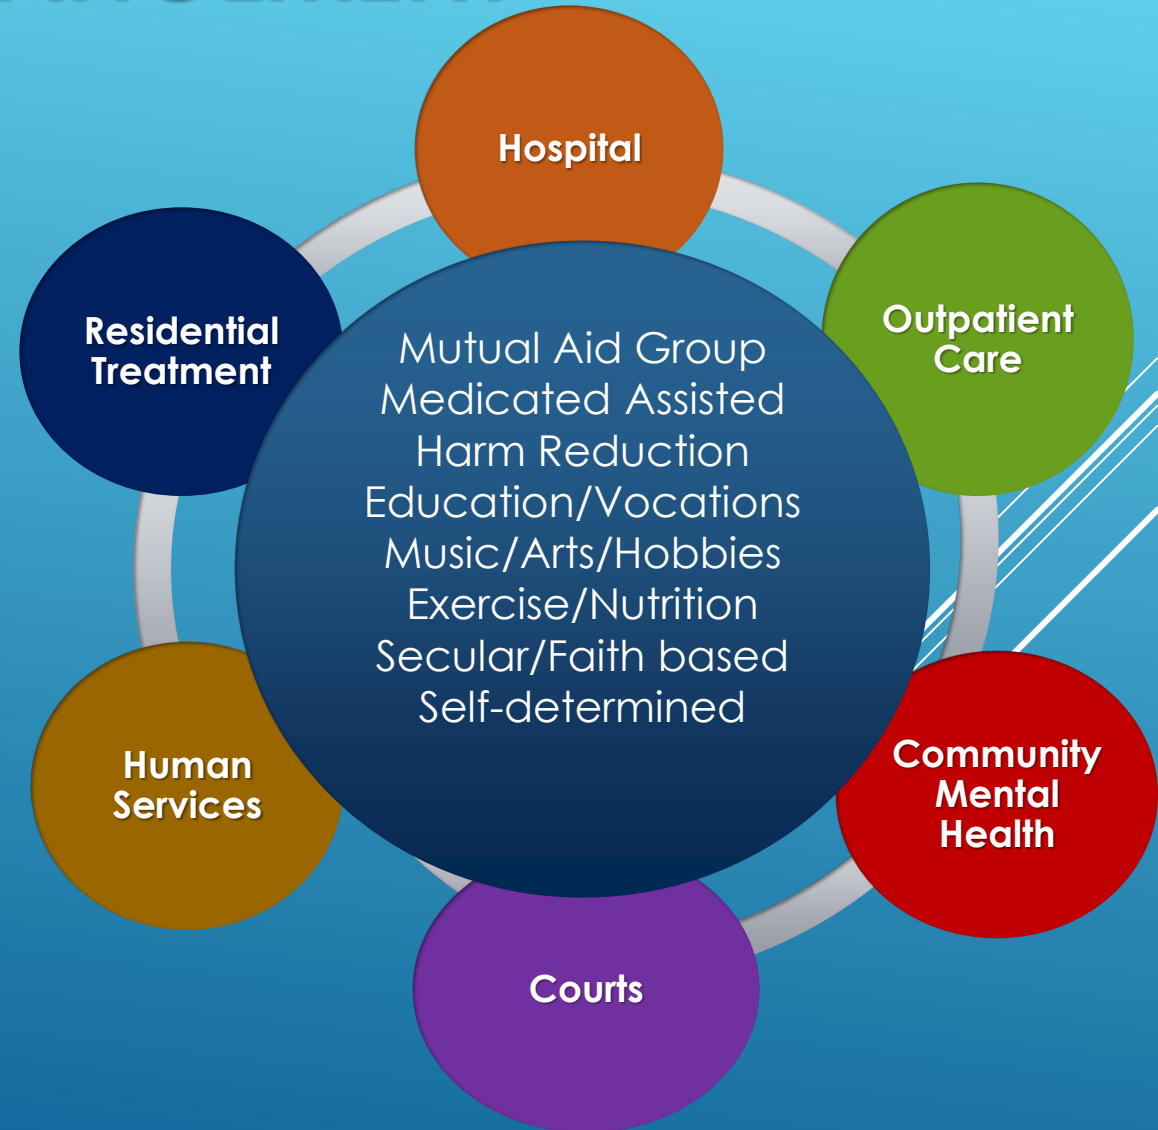 Hospital
Residential
Treatment
Outpatient
Care
Mutual Aid Group
Medicated Assisted
Harm Reduction
Education/Vocations
Music/Arts/Hobbies
Exercise/Nutrition
Secular/Faith based
Self-determined
Human
Services
Community
Mental
Health
Courts